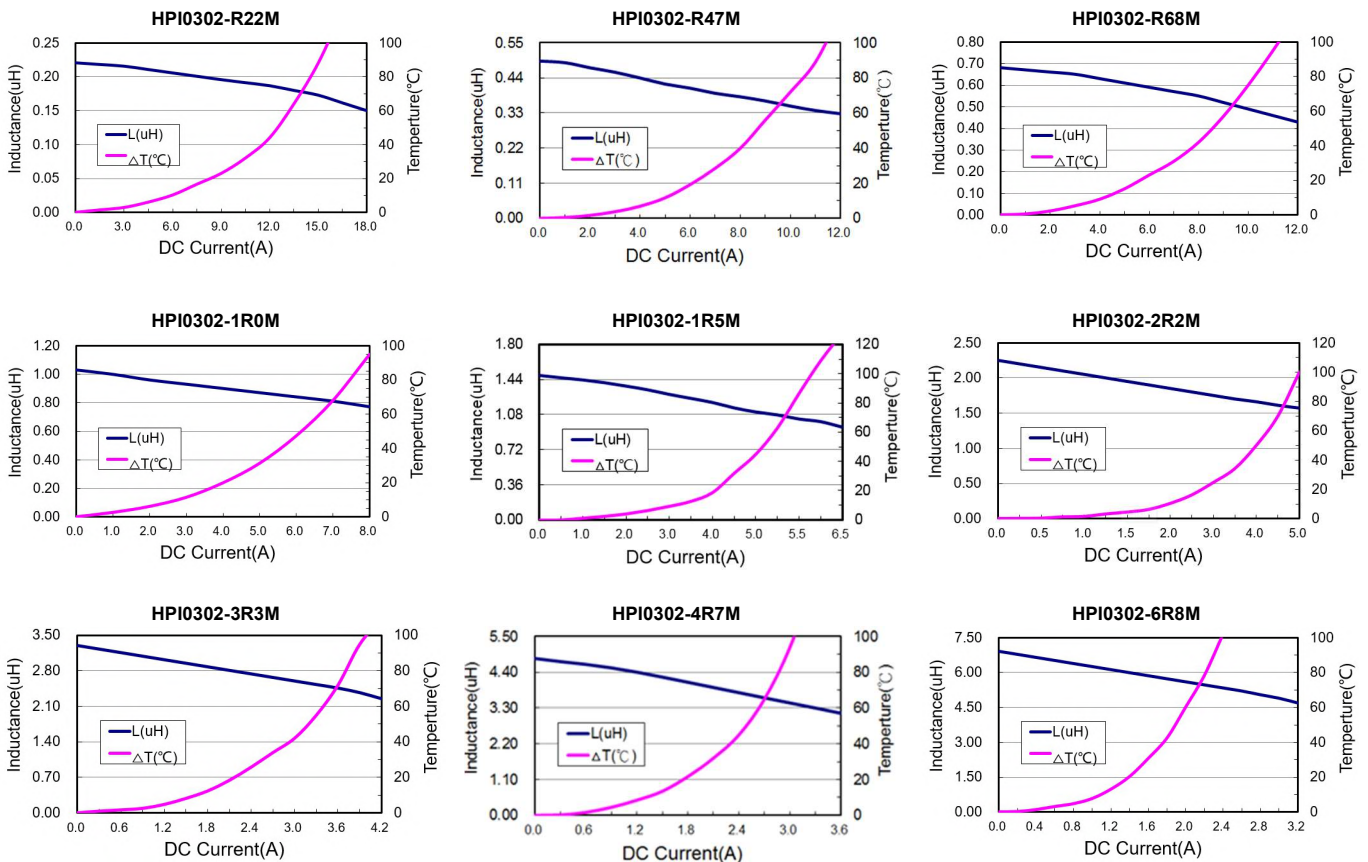 HPI0302-R22M
0.25
0.20
0.15
0.10
0.05
0.00
Inductance(uH)
L(uH)
△T(℃)
100
80
60
40
20
0
Temperture(℃)
0.0 3.0 6.0 9.0 12.0 15.0 18.0
DC Current(A)
HPI0302-R47M
0.55
0.44
0.33
0.22
0.11
0.00
Inductance(uH)
L(uH)
△T(℃)
100
80
60
40
20
0
Temperture(℃)
0.0 2.0 4.0 6.0 8.0 10.0 12.0
DC Current(A)
HPI0302-R68M
0.80
0.70
0.60
0.50
0.40
0.30
0.20
0.10
0.00
Inductance(uH)
L(uH)
△T(℃)
100
80
60
40
20
0
Temperture(℃)
0.0 2.0 4.0 6.0 8.0 10.0 12.0
DC Current(A)
HPI0302-1R0M
1.20
1.00
0.80
0.60
0.40
0.20
0.00
Inductance(uH)
L(uH)
△T(℃)
100
80
60
40
20
0
Temperture(℃)
0.0 1.0 2.0 3.0 4.0 5.0 6.0 7.0 8.0
DC Current(A)
HPI0302-1R5M
1.80
1.44
1.08
0.72
0.36
0.00
Inductance(uH)
L(uH)
△T(℃)
120
100
80
60
40
20
0
Temperture(℃)
0.0 1.0 2.0 3.0 4.0 5.0 5.5 6.5
DC Current(A)
HPI0302-2R2M
2.50
2.00
1.50
1.00
0.50
0.00
Inductance(uH)
L(uH)
△T(℃)
120
100
80
60
40
20
0
Temperture(℃)
0.0 0.5 1.0 1.5 2.0 3.0 4.0 5.0
DC Current(A)
HPI0302-3R3M
3.50
2.80
2.10
1.40
0.70
0.00
Inductance(uH)
L(uH)
△T(℃)
100
80
60
40
20
0
Temperture(℃)
0.0 0.6 1.2 1.8 2.4 3.0 3.6 4.2
DC Current(A)
HPI0302-4R7M
5.50
4.40
3.30
2.20
1.10
0.00
Inductance(uH)
L(uH)
△T(℃)
100
80
60
40
20
0
Temperture(℃)
0.0 0.6 1.2 1.8 2.4 3.0 3.6
DC Current(A)
HPI0302-6R8M
7.50
6.00
4.50
3.00
1.50
0.00
Inductance(uH)
L(uH)
△T(℃)
100
80
60
40
20
0
Temperture(℃)
0.0 0.4 0.8 1.2 1.6 2.0 2.4 2.8 3.2
DC Current(A)